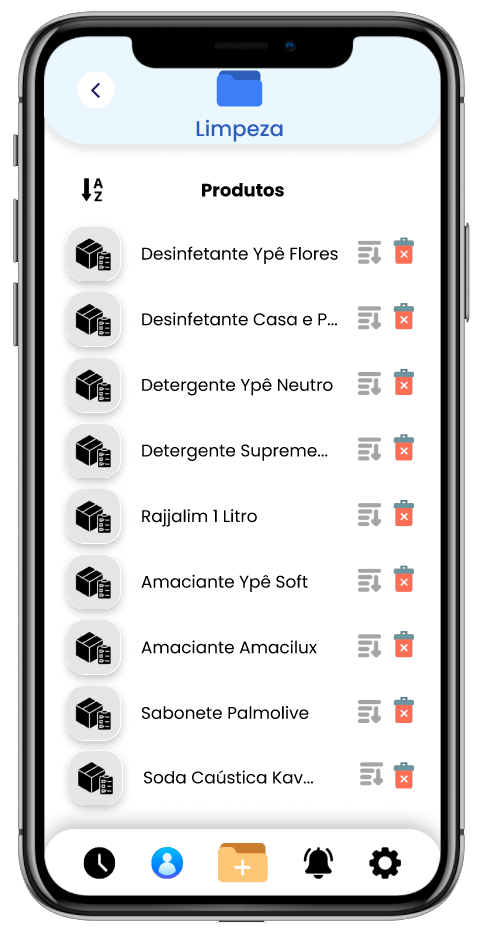 Limpeza
A
Z
Produtos
Desinfetante Ypê Flores
Desinfetante Casa e P...
Detergente Ypê Neutro
Detergente Supreme...
Rajjalim 1 Litro
Amaciante Ypê Soft
Amaciante Amacilux
Sabonete Palmolive
Soda Caústica Kav...